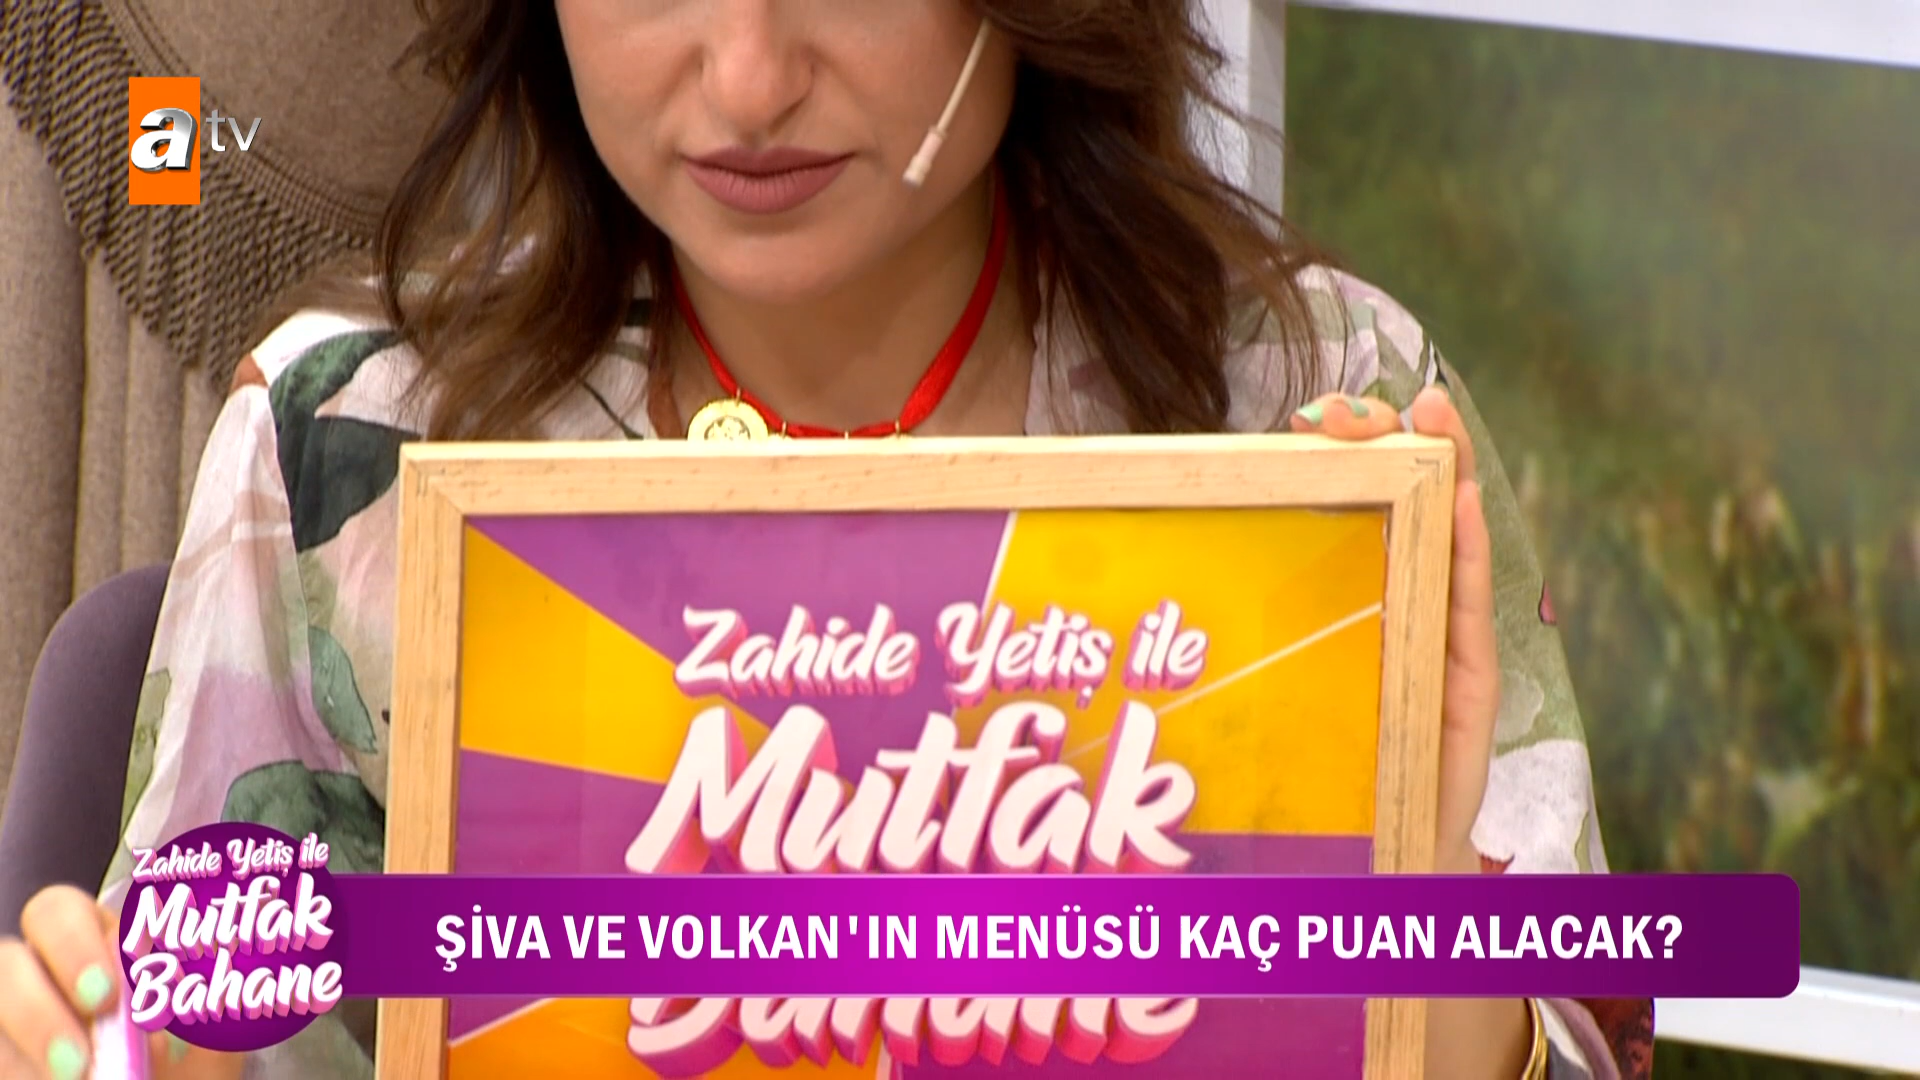 atv
Zahide Yetiş ile
Mutfak
Bahane
Zahide Yetiş ile
Mutfak
Bahane
ŞİVA VE VOLKAN'IN MENÜSÜ KAÇ PUAN ALACAK?